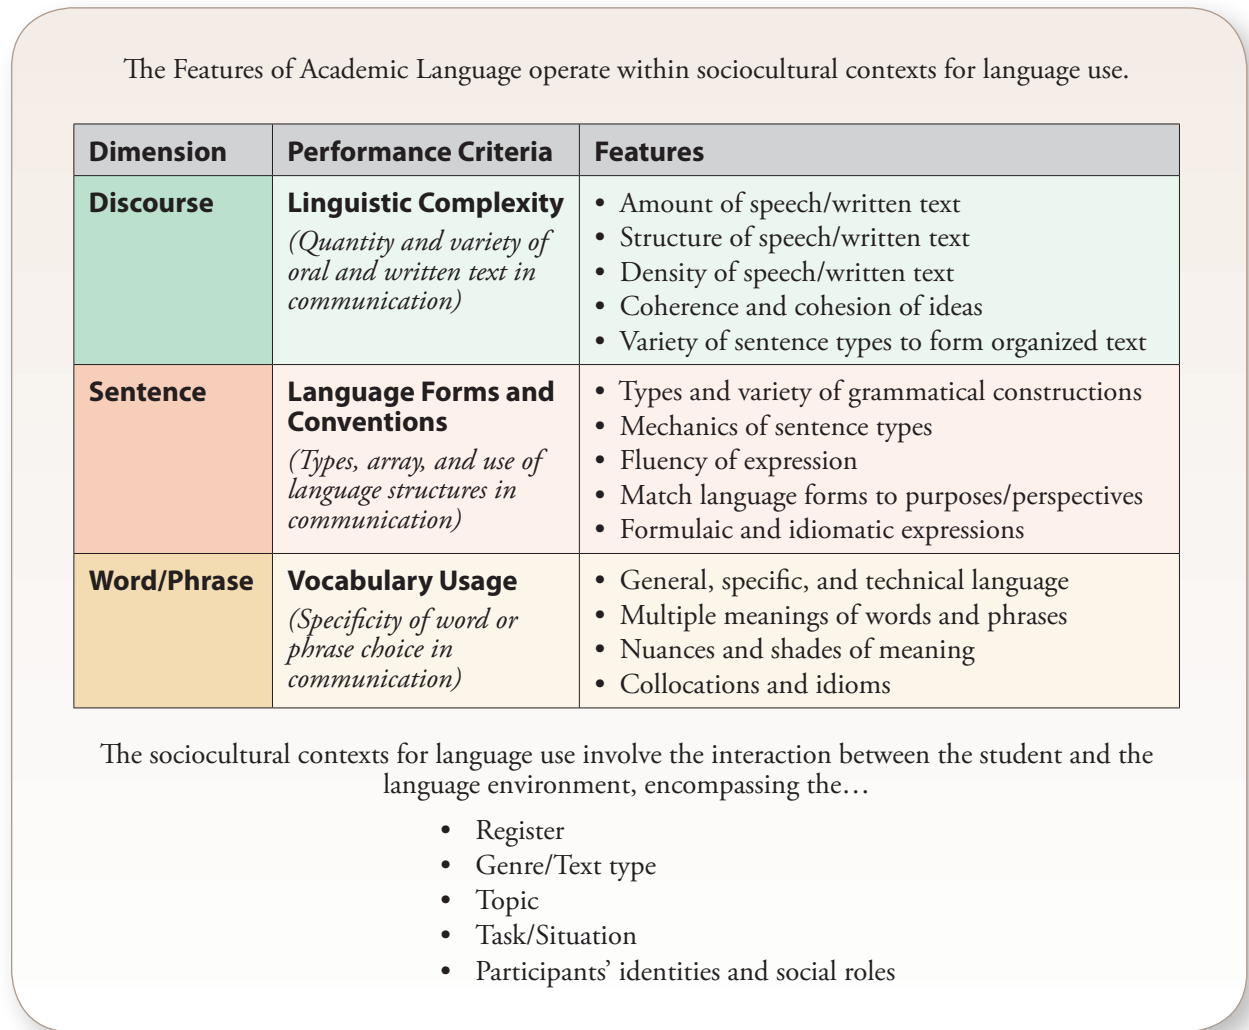 The Features of Academic Language operate within sociocultural contexts for language use.
Dimension
Performance Criteria
Features
Discourse
Linguistic Complexity
(Quantity and variety of
oral and written text in
communication)
• Amount of speech/written text
• Structure of speech/written text
• Density of speech/written text
• Coherence and cohesion of ideas
• Variety of sentence types to form organized text
Sentence
Language Forms and
Conventions
(Types, array, and use of
language structures in
communication)
• Types and variety of grammatical constructions
• Mechanics of sentence types
• Fluency of expression
• Match language forms to purposes/perspectives
• Formulaic and idiomatic expressions
Word/Phrase
Vocabulary Usage
(Specificity of word or
phrase choice in
communication)
• General, specific, and technical language
• Multiple meanings of words and phrases
• Nuances and shades of meaning
• Collocations and idioms
The sociocultural contexts for language use involve the interaction between the student and the
language environment, encompassing the…
• Register
• Genre/Text type
• Topic
• Task/Situation
• Participants’ identities and social roles